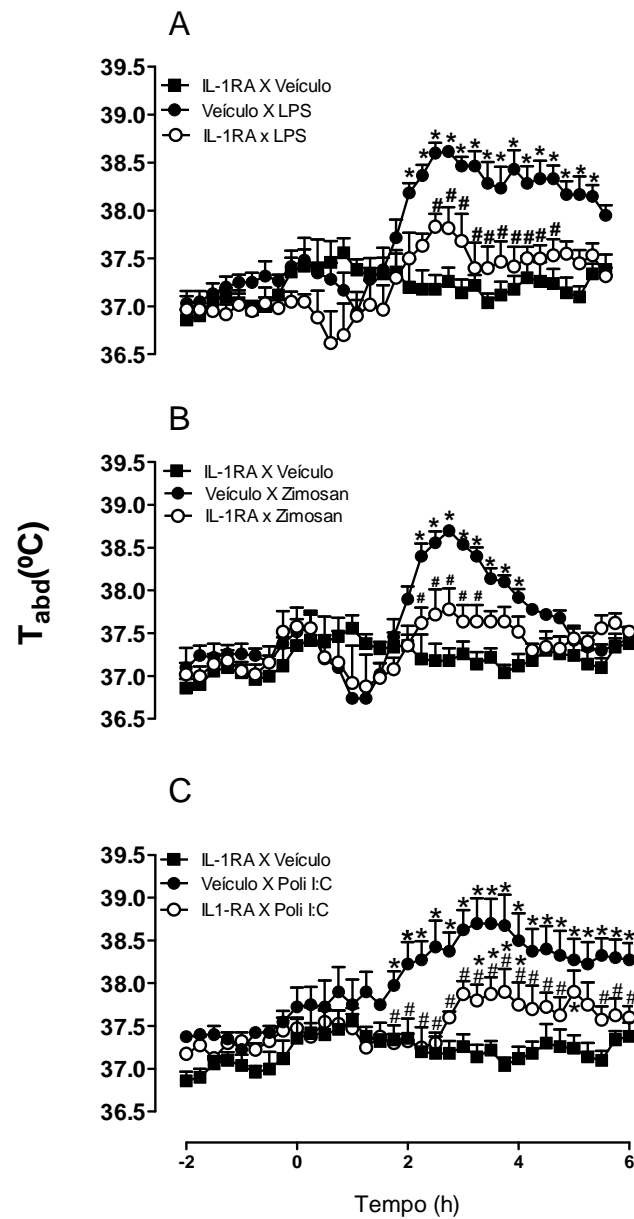 A
39.5
39.0
38.5
38.0
37.5
37.0
36.5
IL-1RA X Veículo
Veículo X LPS
IL-1RA x LPS
B
39.5
39.0
38.5
38.0
37.5
37.0
36.5
IL-1RA X Veículo
Veículo X Zimosan
IL-1RA x Zimosan
Tabd(ºC)
C
39.5
39.0
38.5
38.0
37.5
37.0
36.5
IL-1RA X Veículo
Veículo X Poli I:C
IL1-RA X Poli I:C
-2 0 2 4 6
Tempo (h)